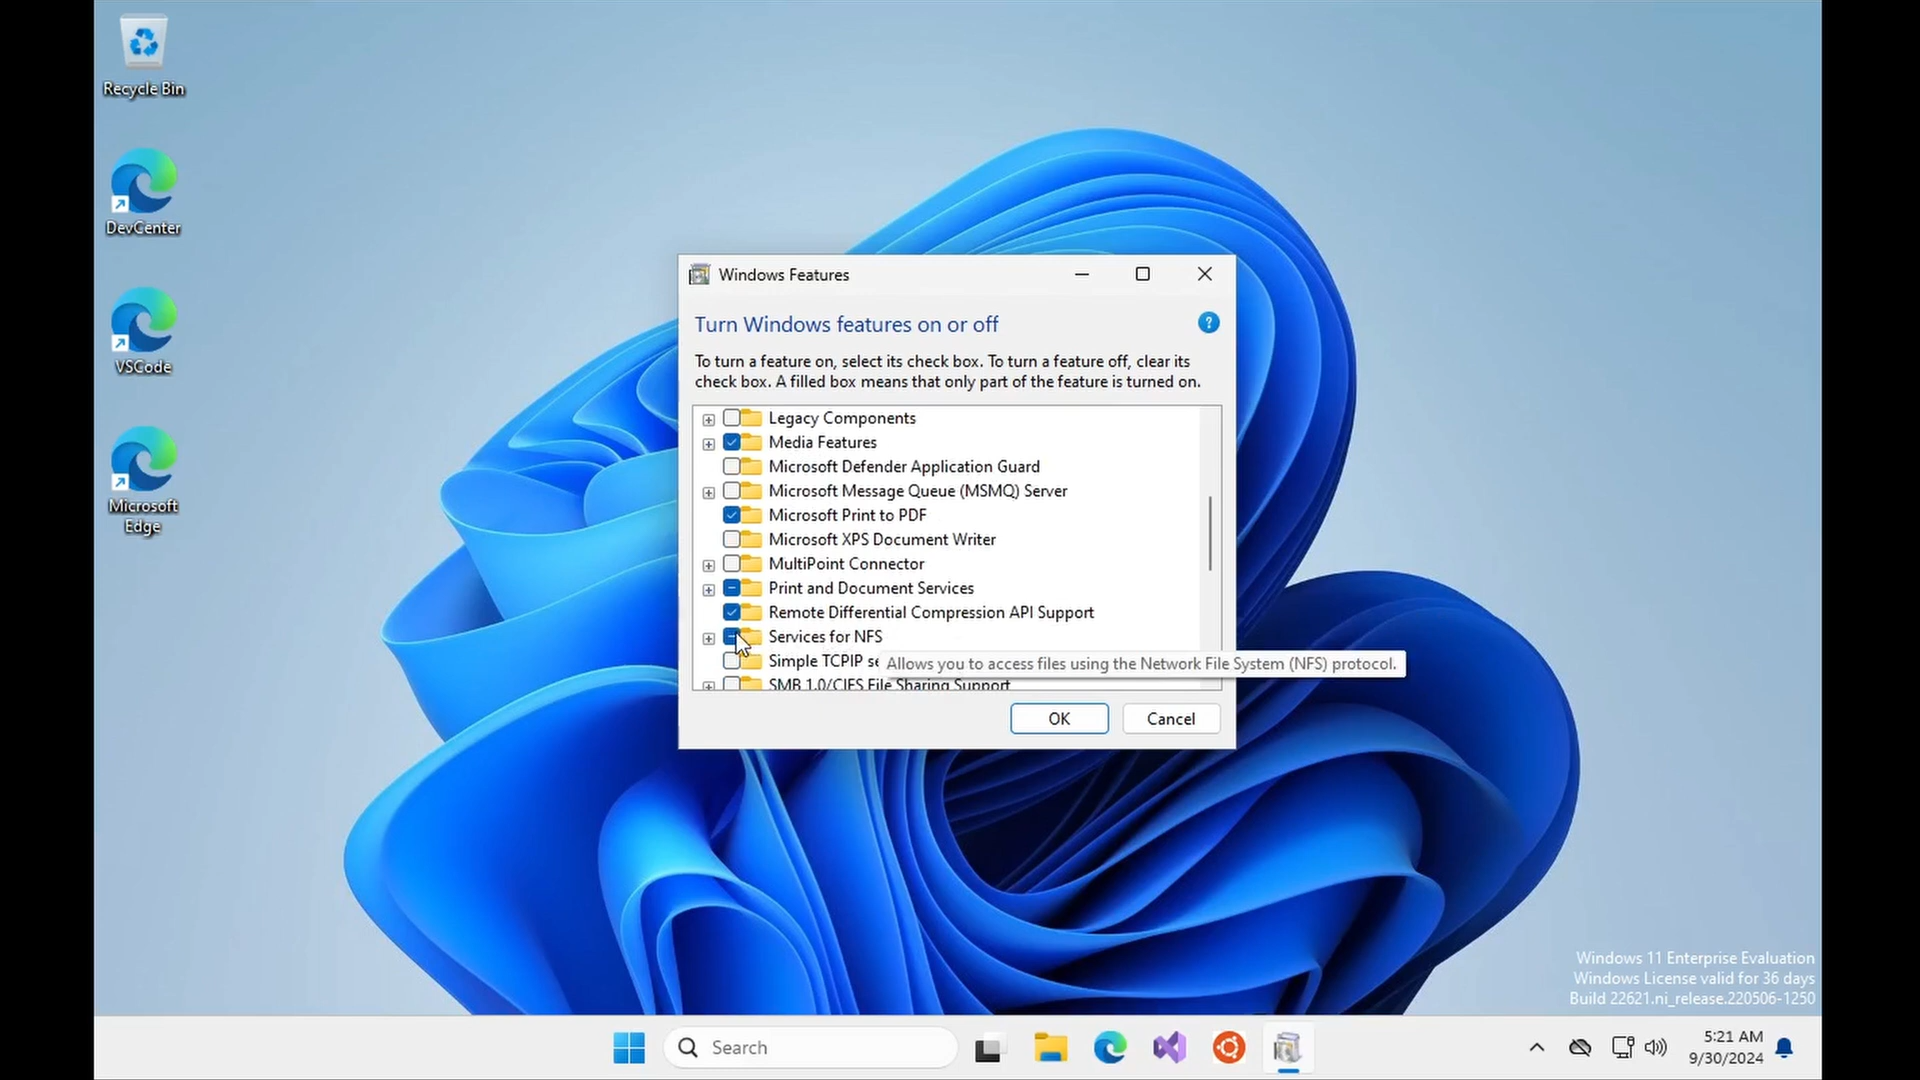 Recycle Bin
DevCenter
VSCode
Microsoft
Edge
Windows Features
Turn Windows features on or off
?
To turn a feature on, select its check box. To turn a feature off, clear its
check box. A filled box means that only part of the feature is turned on.
Legacy Components
Media Features
Microsoft Defender Application Guard
Microsoft Message Queue (MSMQ) Server
Microsoft Print to PDF
Microsoft XPS Document Writer
MultiPoint Connector
Print and Document Services
Remote Differential Compression API Support
Services for NFS
Simple TCPIP se
Allows you to access files using the Network File System (NFS) protocol.
SMB 1.0/CIFS File Sharing Support
OK
Cancel
Windows 11 Enterprise Evaluation
Windows License valid for 36 days
Build 22621.ni_release.220506-1250
Search
5:21 AM
9/30/2024